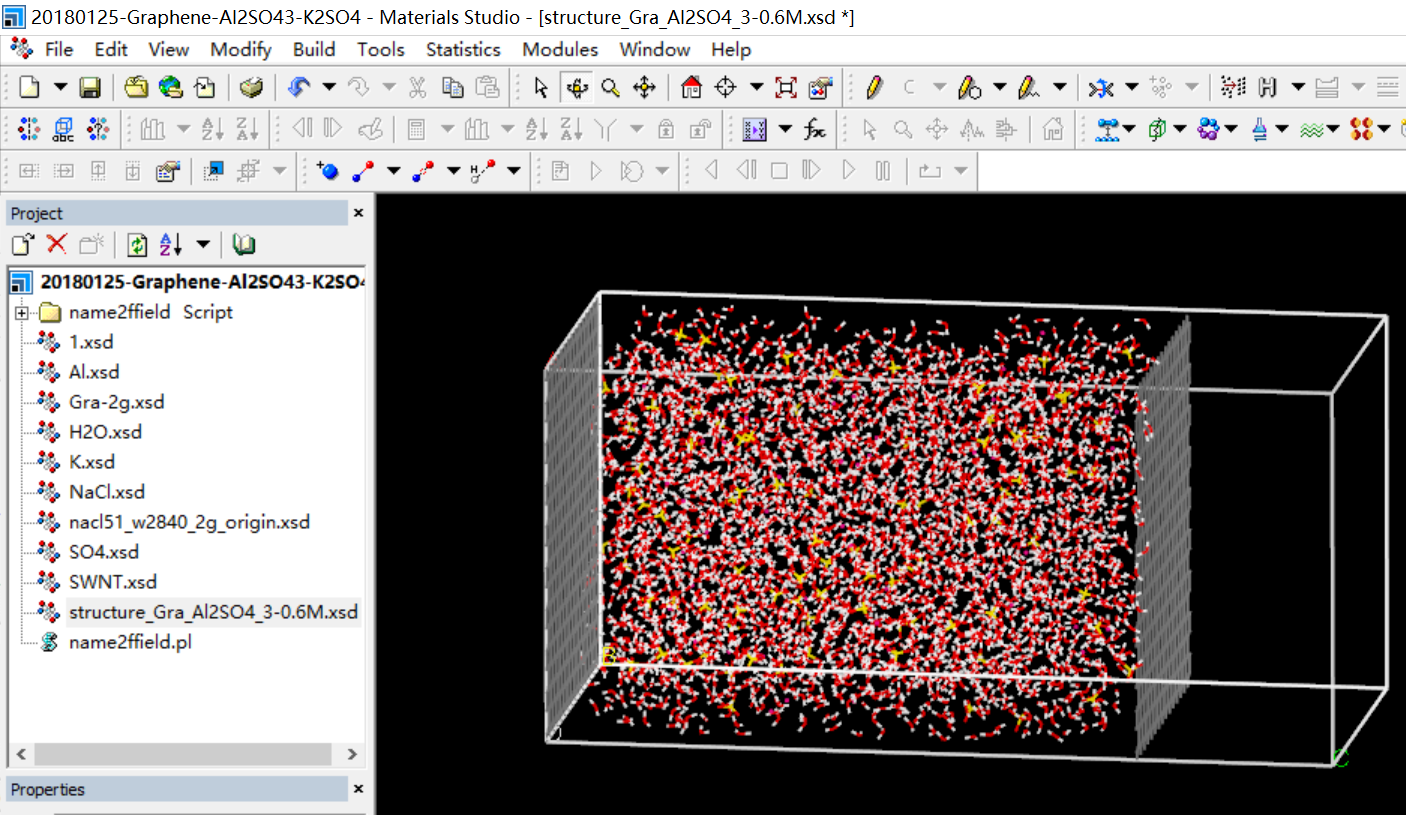 20180125-Graphene-Al2SO43-K2SO4 - Materials Studio - [structure_Gra_Al2SO4_3-0.6M.xsd *]
File Edit View Modify Build Tools Statistics Modules Window Help
Project
20180125-Graphene-Al2SO43-K2SO4
name2ffield Script
1.xsd
Al.xsd
Gra-2g.xsd
H2O.xsd
K.xsd
NaCl.xsd
nacl51_w2840_2g_origin.xsd
SO4.xsd
SWNT.xsd
structure_Gra_Al2SO4_3-0.6M.xsd
name2ffield.pl
Properties
B
O
C